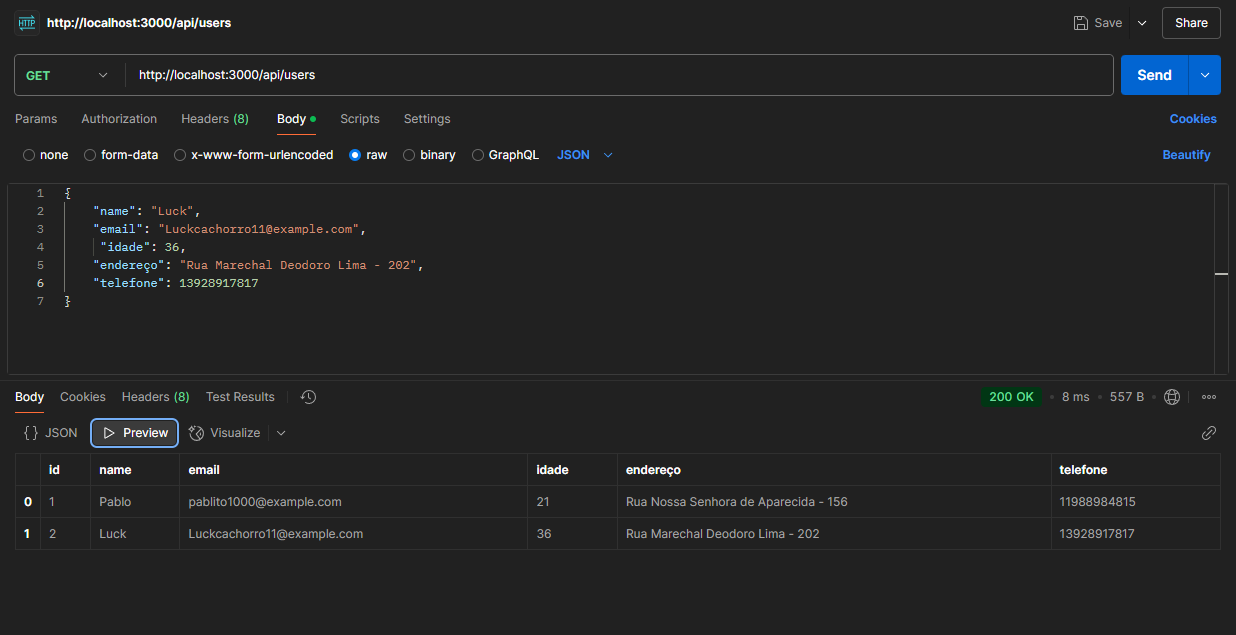 HTTP http://localhost:3000/api/users Save Share
GET http://localhost:3000/api/users Send
Params Authorization Headers (8) Body Scripts Settings Cookies
none form-data x-www-form-urlencoded raw binary GraphQL JSON Beautify
1 {
2 "name": "Luck",
3 "email": "Luckcachorro11@example.com",
4 "idade": 36,
5 "endereço": "Rua Marechal Deodoro Lima - 202",
6 "telefone": 13928917817
7 }
Body Cookies Headers (8) Test Results 200 OK • 8 ms • 557 B •
{} JSON Preview Visualize
id name email idade endereço telefone
0 1 Pablo pablito1000@example.com 21 Rua Nossa Senhora de Aparecida - 156 11988984815
1 2 Luck Luckcachorro11@example.com 36 Rua Marechal Deodoro Lima - 202 13928917817